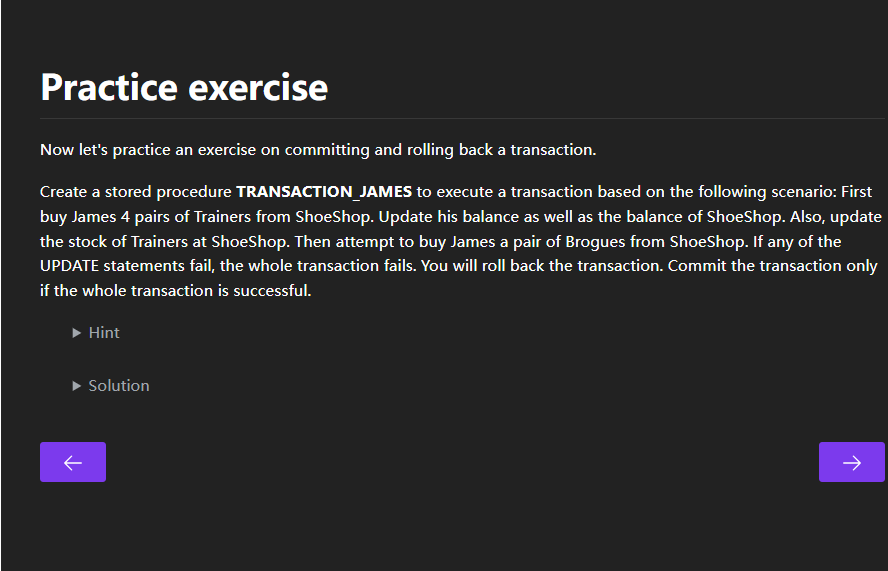 Practice exercise
Now let's practice an exercise on committing and rolling back a transaction.
Create a stored procedure TRANSACTION_JAMES to execute a transaction based on the following scenario: First
buy James 4 pairs of Trainers from ShoeShop. Update his balance as well as the balance of ShoeShop. Also, update
the stock of Trainers at ShoeShop. Then attempt to buy James a pair of Brogues from ShoeShop. If any of the
UPDATE statements fail, the whole transaction fails. You will roll back the transaction. Commit the transaction only
if the whole transaction is successful.
Hint
Solution